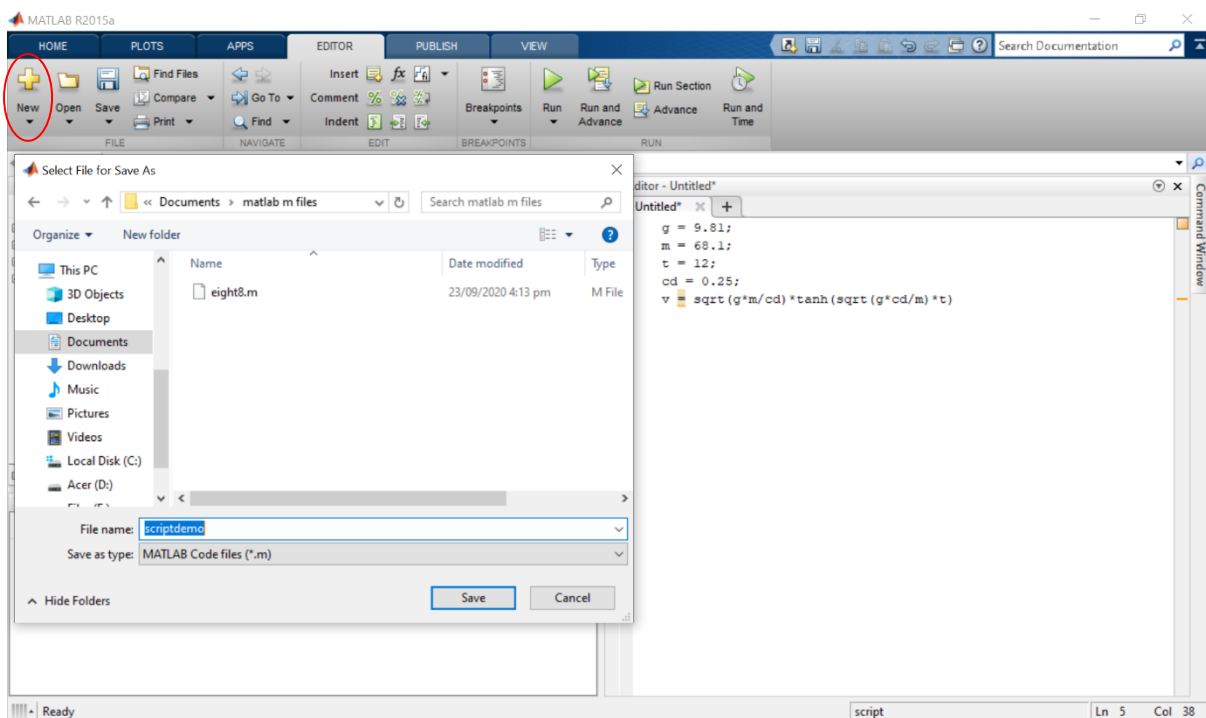 MATLAB R2015a
HOME PLOTS APPS EDITOR PUBLISH VIEW
Search Documentation
New Open Save
Find Files
Compare
Print
Go To
Find
Insert fx
Comment
Indent
Breakpoints
Run
Run and Advance
Run Section
Advance
Run and Time
FILE NAVIGATE EDIT BREAKPOINTS RUN
Select File for Save As
« Documents › matlab m files
Search matlab m files
Organize New folder
This PC
3D Objects
Desktop
Documents
Downloads
Music
Pictures
Videos
Local Disk (C:)
Acer (D:)
Name Date modified Type
eight8.m 23/09/2020 4:13 pm M File
File name: scriptdemo
Save as type: MATLAB Code files (*.m)
Hide Folders
Save Cancel
ditor - Untitled*
Untitled* +
g = 9.81;
m = 68.1;
t = 12;
cd = 0.25;
v = sqrt(g*m/cd)*tanh(sqrt(g*cd/m)*t)
Command Window
Ready
script
Ln 5 Col 38